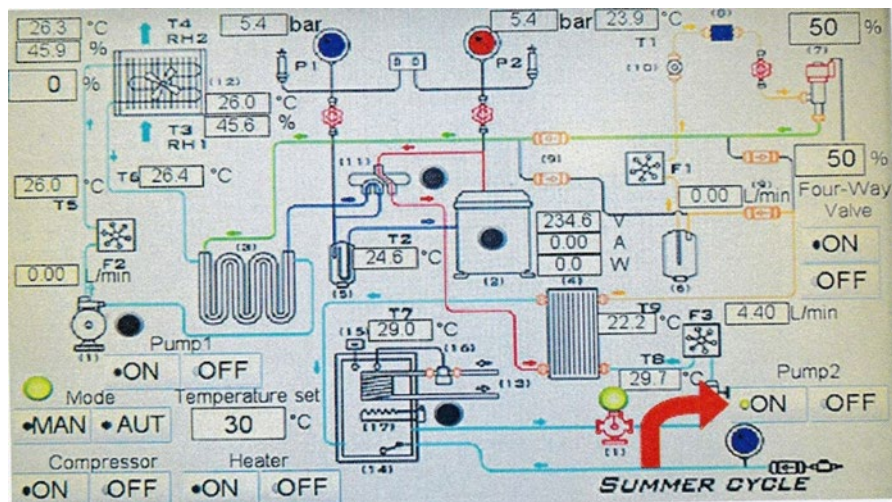 26.3 °C T4
45.9 % RH2
0 %
(12)
26.0 °C
45.6 %
T3
RH1
5.4 bar
P1
5.4 bar
P2
23.9 °C
T1
(10)
50 %
(7)
T6 26.4 °C
26.0 °C
T5
F2
0.00 L/min
(1)
(11)
(9)
T2
24.6 °C
(5)
(2)
234.6 V
0.00 A
0.0 W
(4)
F1
0.00 L/min
(6)
50 %
Four-Way
Valve
ON
OFF
T7
29.0 °C
(15)
(16)
(13)
(17)
(14)
T9
22.2 °C
F3
4.40 L/min
T8
29.7 °C
(1)
Pump1
ON OFF
Mode
MAN AUT
Temperature set
30 °C
Compressor
ON OFF
Heater
ON OFF
Pump2
ON OFF
SUMMER CYCLE